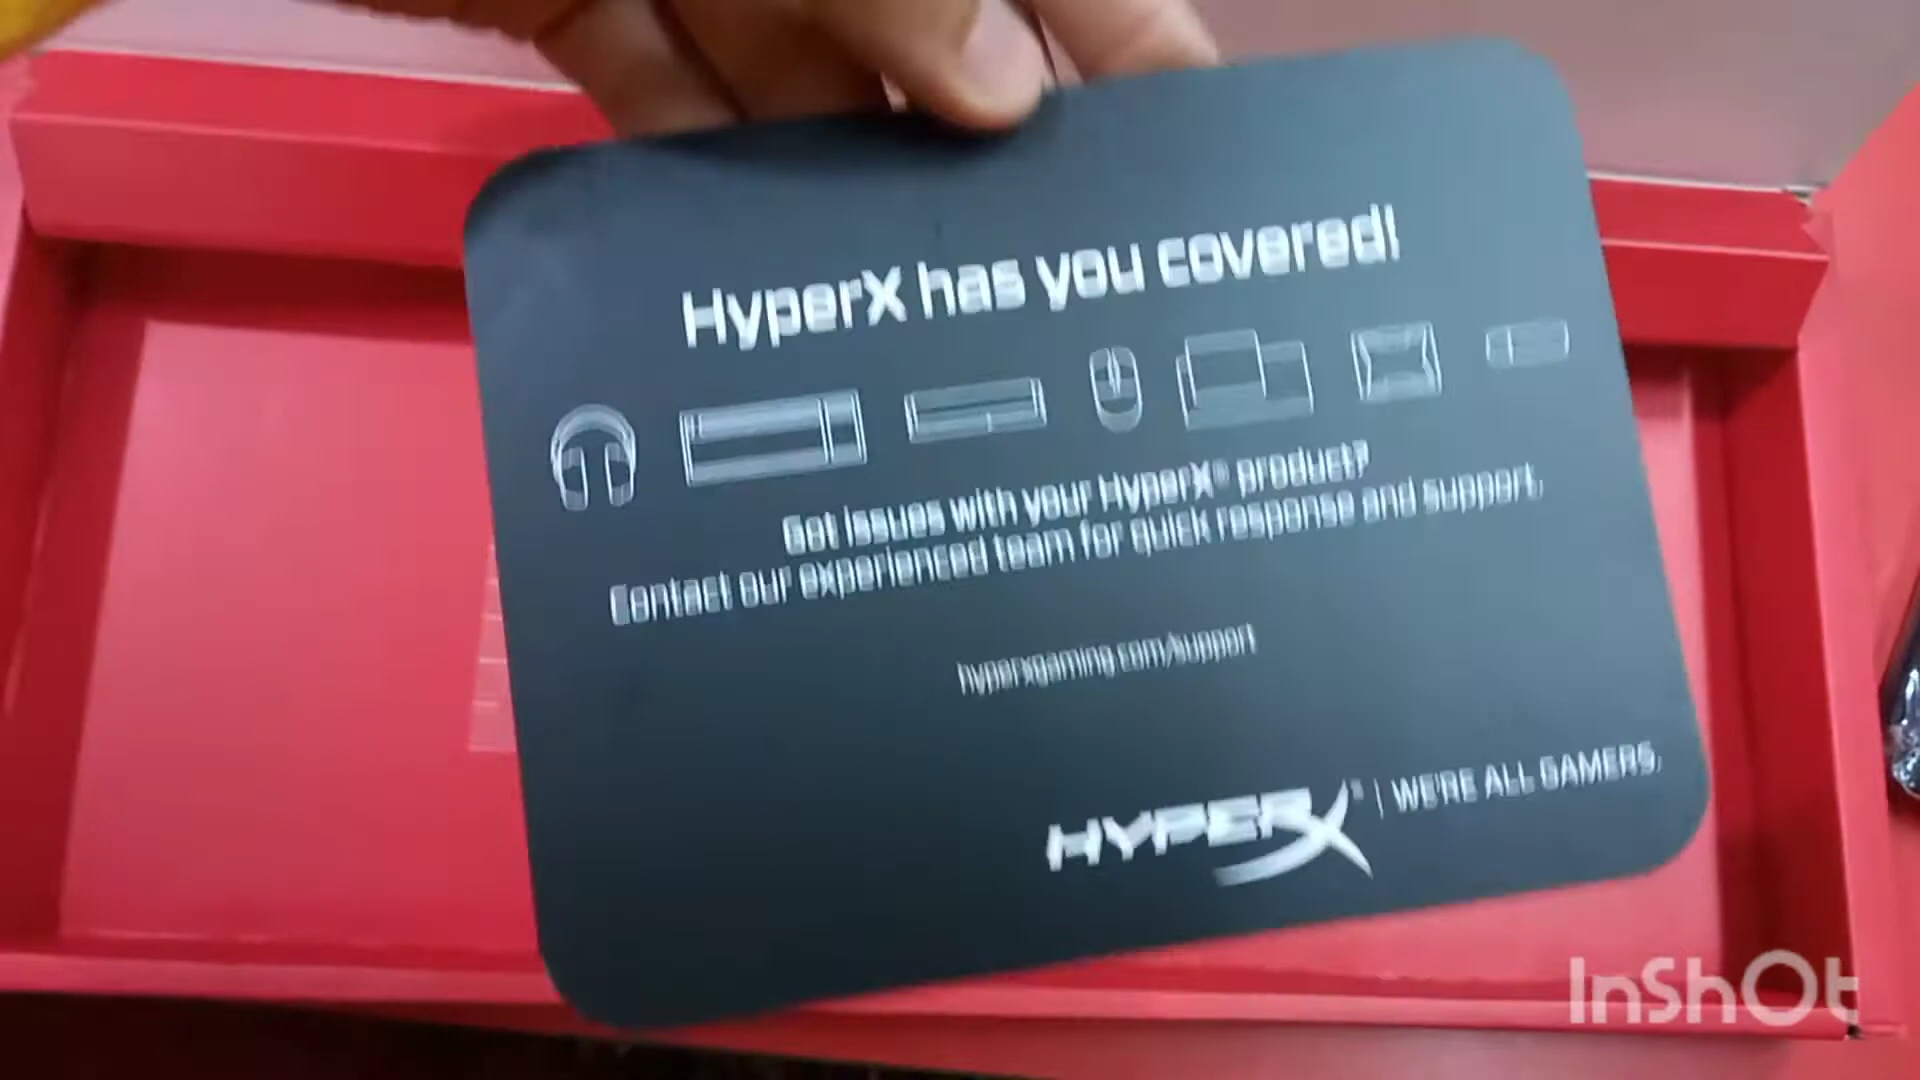 HyperX has you covered!
Got issues with your HyperX® product?
Contact our experienced team for quick response and support.
hyperxgaming.com/support
HYPERX® | WE'RE ALL GAMERS.
InShOt